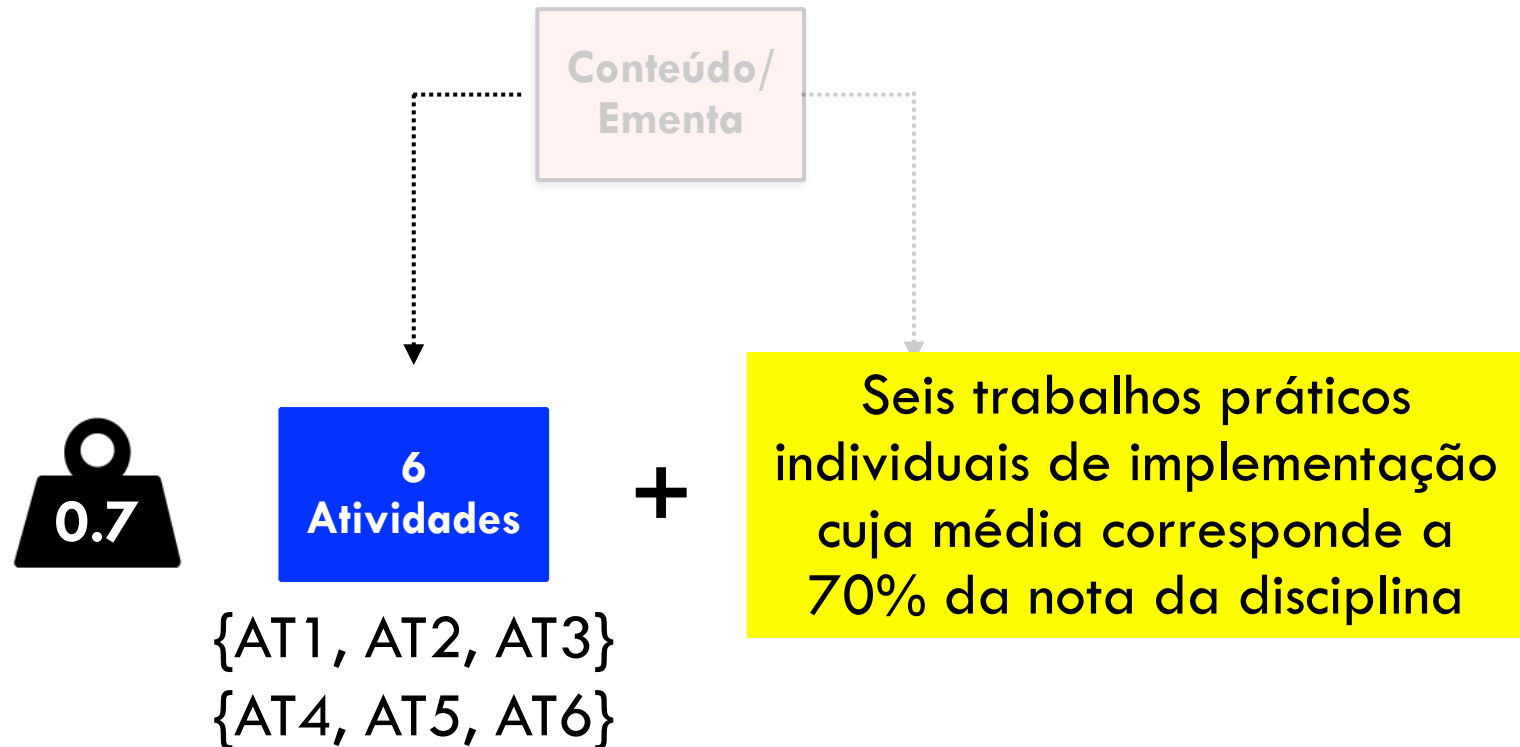 Conteúdo/
Ementa
0.7
6
Atividades
+
Seis trabalhos práticos
individuais de implementação
cuja média corresponde a
70% da nota da disciplina
{AT1, AT2, AT3}
{AT4, AT5, AT6}